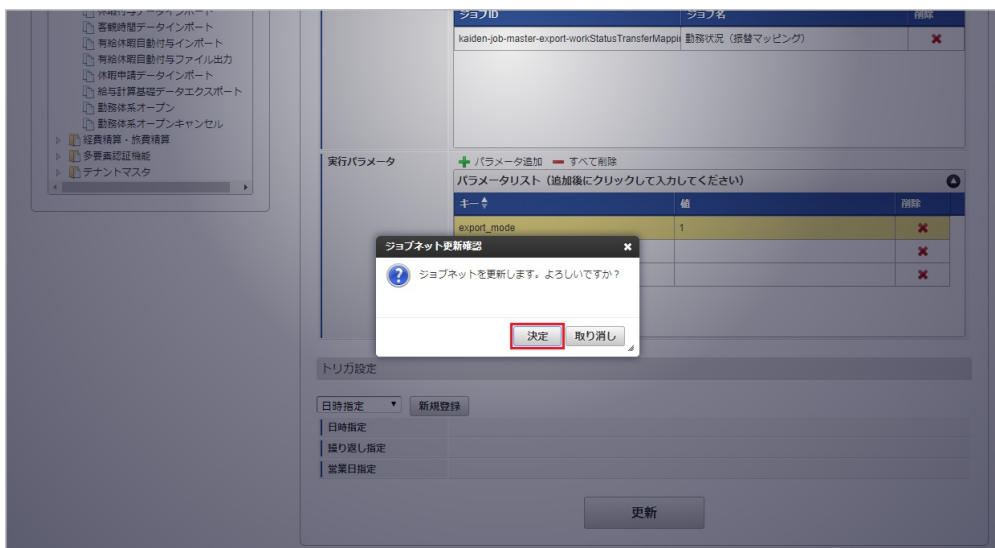 休暇付与データインポート
客観時間データインポート
有給休暇自動付与インポート
有給休暇自動付与ファイル出力
休暇申請データインポート
給与計算基礎データエクスポート
勤務体系オープン
勤務体系オープンキャンセル
経費精算・旅費精算
多要素認証機能
テナントマスタ
ジョブID ジョブ名 削除
kaiden-job-master-export-workStatusTransferMappin 勤務状況（振替マッピング）
実行パラメータ
パラメータ追加 すべて削除
パラメータリスト（追加後にクリックして入力してください）
キー 値 削除
export_mode 1
ジョブネット更新確認
ジョブネットを更新します。よろしいですか？
決定 取り消し
トリガ設定
日時指定 新規登録
日時指定
繰り返し指定
営業日指定
更新